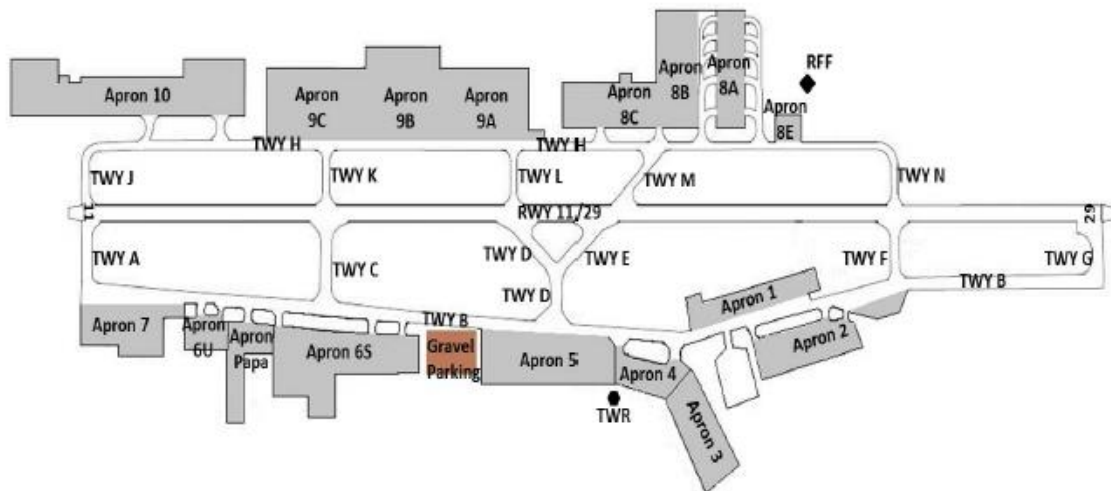 RFF
Apron
8A
Apron
8B
Apron 10
Apron
9C
Apron
9B
Apron
9A
Apron
8C
Apron
8E
TWY H
TWY H
TWY J
TWY K
TWY L
TWY M
TWY N
11
RWY 11/29
29
TWY A
TWY C
TWY D
TWY E
TWY F
TWY G
TWY B
TWY D
Apron 1
Apron 7
Apron
6U
Apron
Papa
Apron 6S
TWY B
Gravel
Parking
Apron 5
Apron 4
Apron 2
Apron 3
TWR